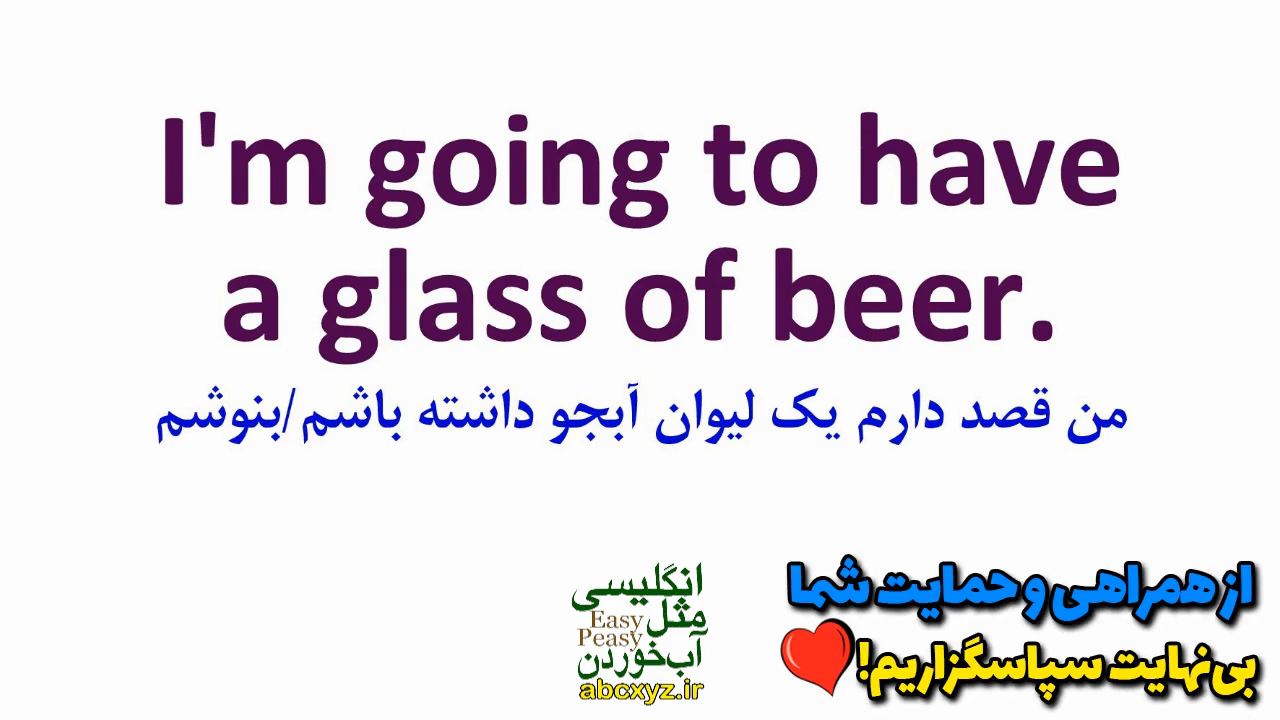 I'm going to have
a glass of beer.
من قصد دارم یک لیوان آبجو داشته باشم/بنوشم
از همراهی و حمایت شما
بی‌نهایت سپاسگزاریم!
انگلیسی
مثل
Easy
Peasy
آب‌خوردن
abcxyz.ir